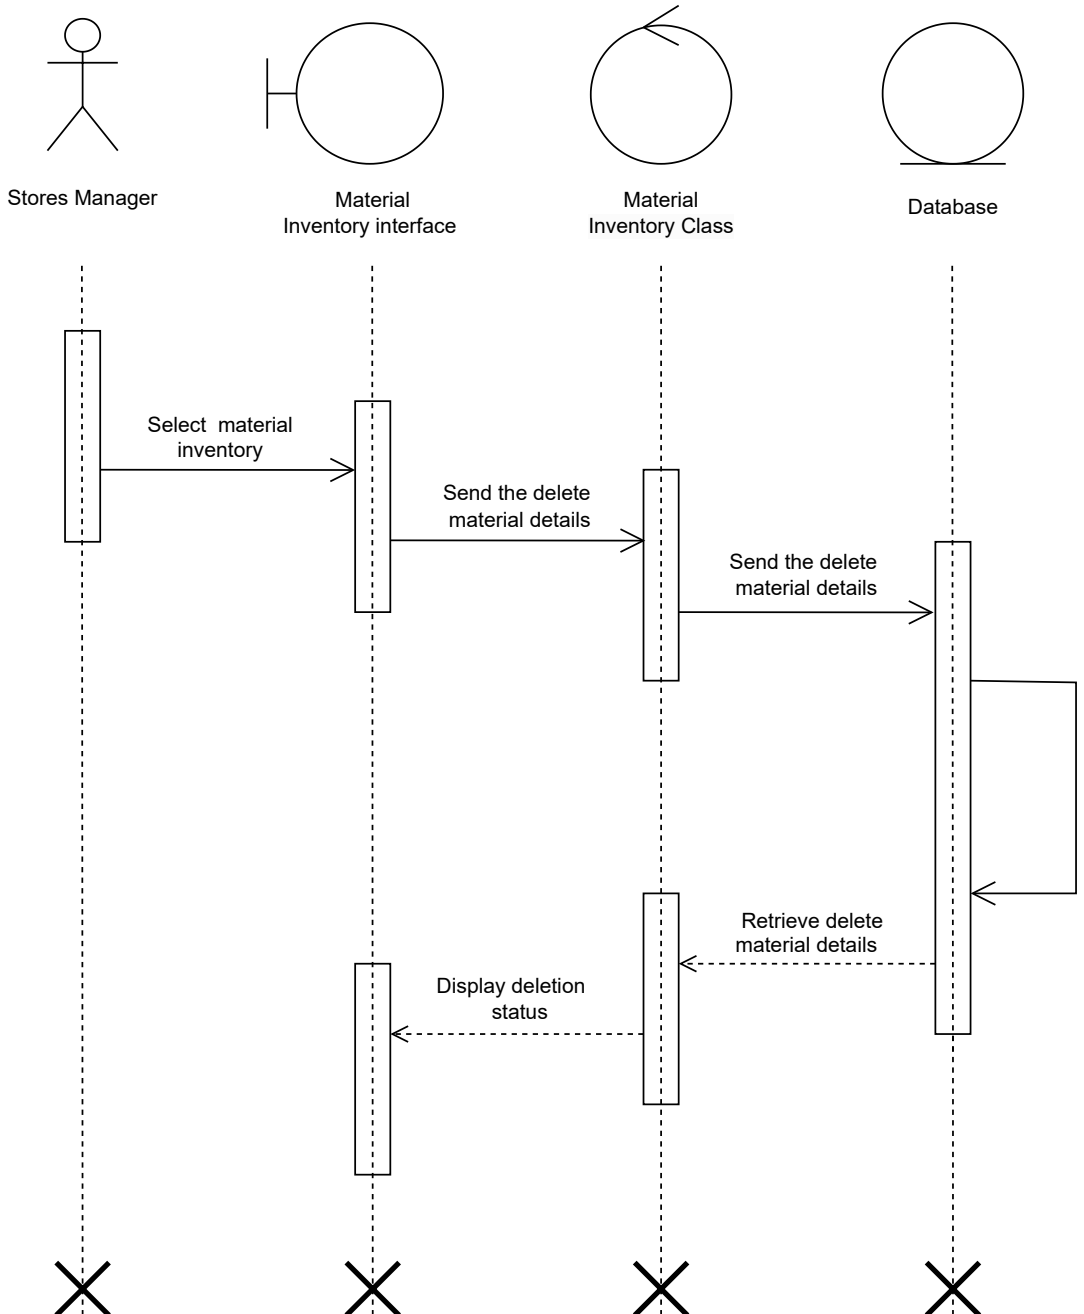 Stores Manager
Material
Inventory interface
Material
Inventory Class
Database
Select  material
inventory
Send the delete
material details
Send the delete
material details
Retrieve delete
material details
Display deletion
status